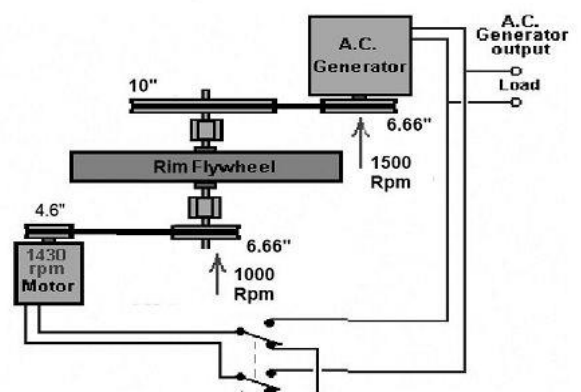 A.C.
Generator
output
A.C.
Generator
Load
10"
6.66"
1500
Rpm
Rim Flywheel
4.6"
6.66"
1430
rpm
Motor
1000
Rpm